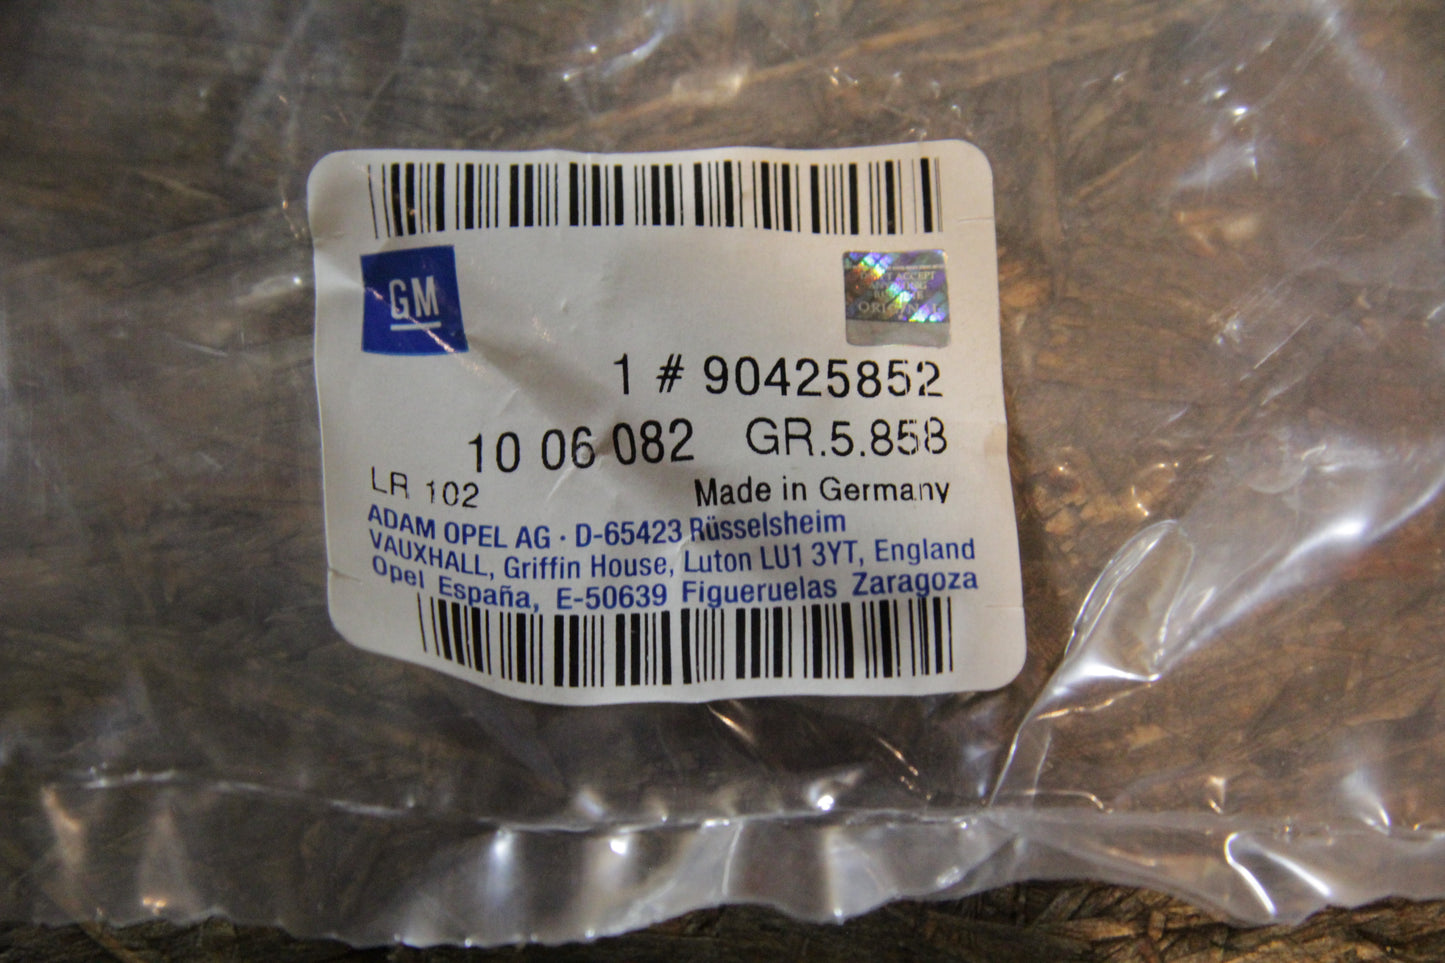 GM
ORIGINAL
1 # 90425852
10 06 082 GR.5.858
LR 102 Made in Germany
ADAM OPEL AG · D-65423 Rüsselsheim
VAUXHALL, Griffin House, Luton LU1 3YT, England
Opel España, E-50639 Figueruelas Zaragoza